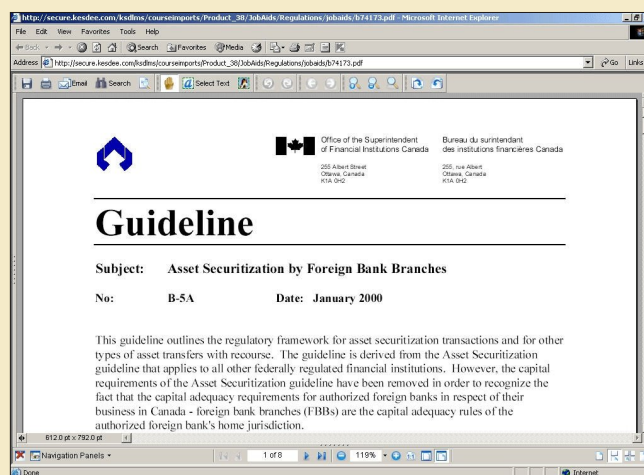 http://secure.kesdee.com/ksdlms/courseimports/Product_38/JobAids/Regulations/jobaids/b74173.pdf - Microsoft Internet Explorer
File Edit View Favorites Tools Help
Back Search Favorites Media
Address http://secure.kesdee.com/ksdlms/courseimports/Product_38/JobAids/Regulations/jobaids/b74173.pdf Go Links
Email Search Select Text
Office of the Superintendent of Financial Institutions Canada
255 Albert Street
Ottawa, Canada
K1A 0H2
Bureau du surintendant des institutions financières Canada
255, rue Albert
Ottawa, Canada
K1A 0H2
Guideline
Subject: Asset Securitization by Foreign Bank Branches
No: B-5A Date: January 2000
This guideline outlines the regulatory framework for asset securitization transactions and for other
types of asset transfers with recourse. The guideline is derived from the Asset Securitization
guideline that applies to all other federally regulated financial institutions. However, the capital
requirements of the Asset Securitization guideline have been removed in order to recognize the
fact that the capital adequacy requirements for authorized foreign banks in respect of their
business in Canada - foreign bank branches (FBBs) are the capital adequacy rules of the
authorized foreign bank's home jurisdiction.
612.0 pt x 792.0 pt
Navigation Panels 1 of 8 119%
Done Internet